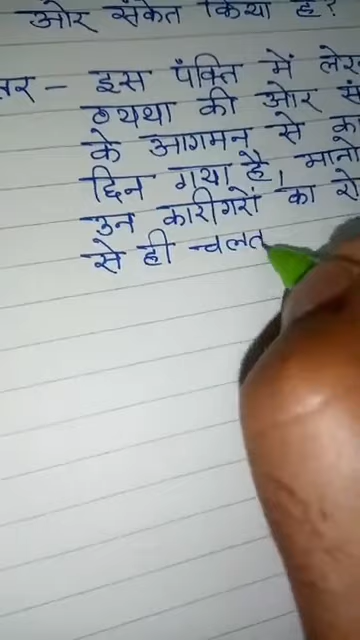 ओर संकेत किया है?
तर - इस पंक्ति में
व्यथा की ओर
के आगमन से
छिन गया है, मानो
उन कारीगरों का
से ही चलत